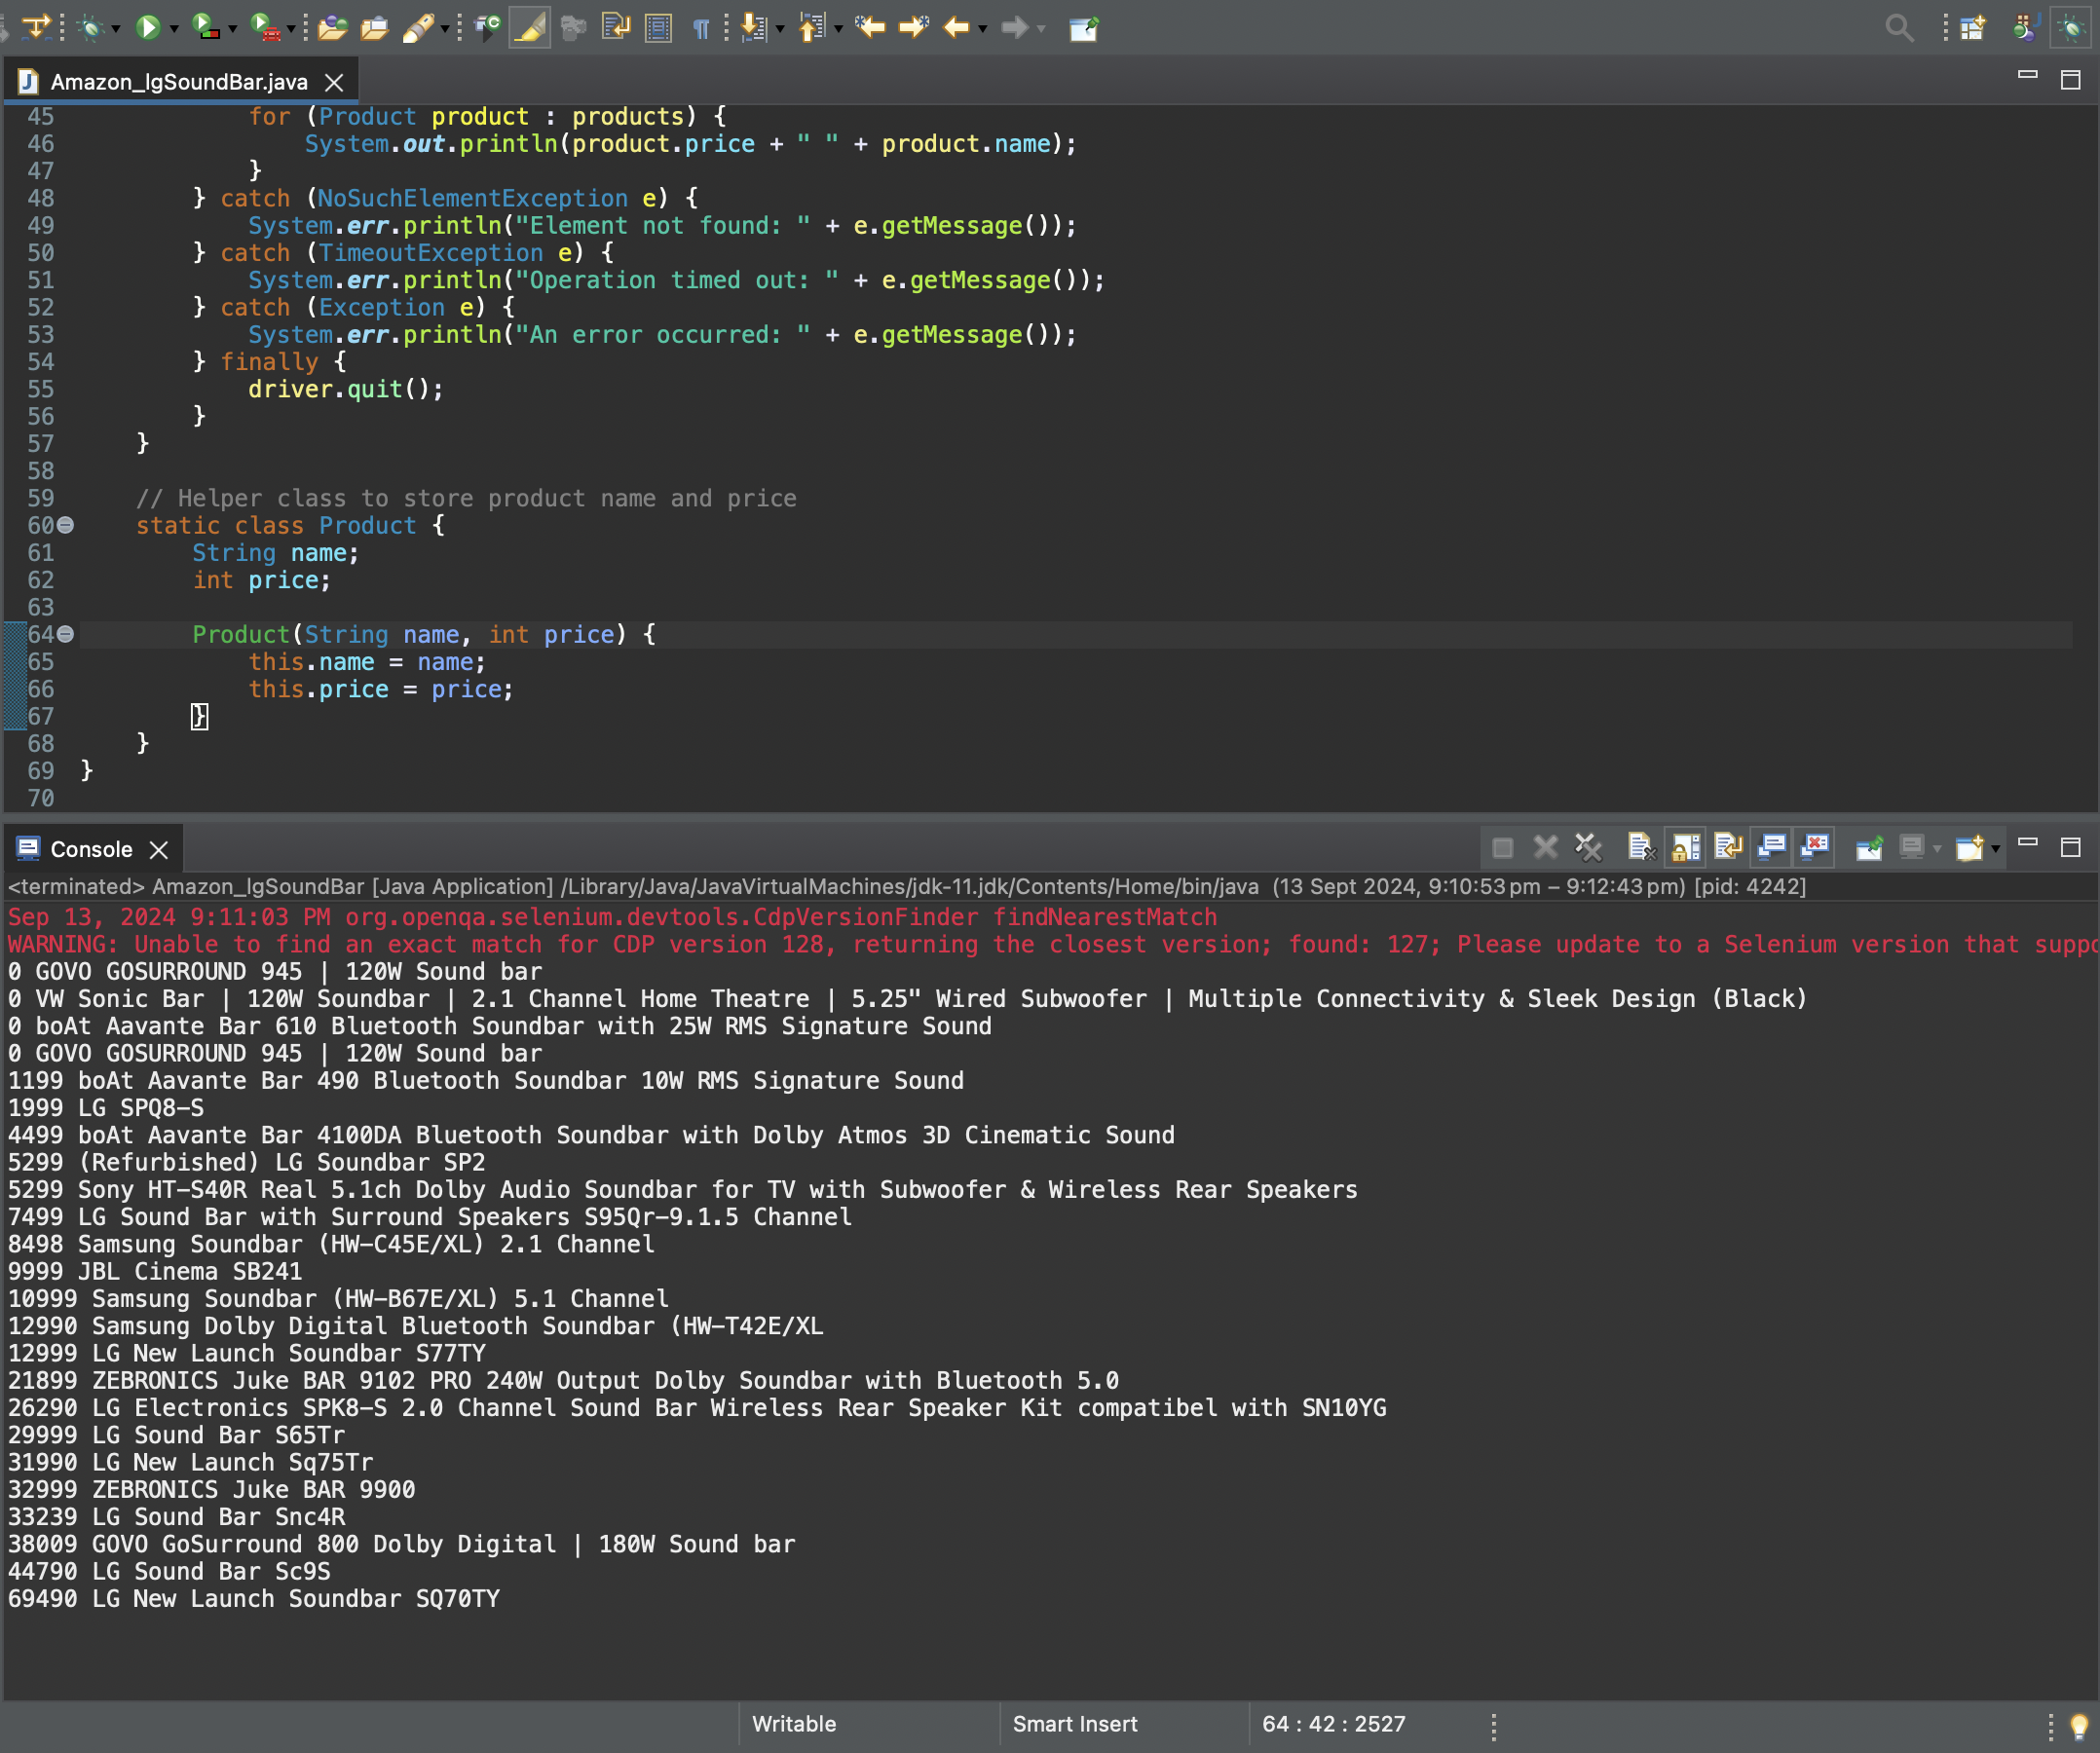 Amazon_lgSoundBar.java
45 for (Product product : products) {
46 System.out.println(product.price + " " + product.name);
47 }
48 } catch (NoSuchElementException e) {
49 System.err.println("Element not found: " + e.getMessage());
50 } catch (TimeoutException e) {
51 System.err.println("Operation timed out: " + e.getMessage());
52 } catch (Exception e) {
53 System.err.println("An error occurred: " + e.getMessage());
54 } finally {
55 driver.quit();
56 }
57 }
58
59 // Helper class to store product name and price
60 static class Product {
61 String name;
62 int price;
63
64 Product(String name, int price) {
65 this.name = name;
66 this.price = price;
67 }
68 }
69 }
70
Console
<terminated> Amazon_lgSoundBar [Java Application] /Library/Java/JavaVirtualMachines/jdk-11.jdk/Contents/Home/bin/java (13 Sept 2024, 9:10:53 pm – 9:12:43 pm) [pid: 4242]
Sep 13, 2024 9:11:03 PM org.openqa.selenium.devtools.CdpVersionFinder findNearestMatch
WARNING: Unable to find an exact match for CDP version 128, returning the closest version; found: 127; Please update to a Selenium version that
0 GOVO GOSURROUND 945 | 120W Sound bar
0 VW Sonic Bar | 120W Soundbar | 2.1 Channel Home Theatre | 5.25" Wired Subwoofer | Multiple Connectivity & Sleek Design (Black)
0 boAt Aavante Bar 610 Bluetooth Soundbar with 25W RMS Signature Sound
0 GOVO GOSURROUND 945 | 120W Sound bar
1199 boAt Aavante Bar 490 Bluetooth Soundbar 10W RMS Signature Sound
1999 LG SPQ8-S
4499 boAt Aavante Bar 4100DA Bluetooth Soundbar with Dolby Atmos 3D Cinematic Sound
5299 (Refurbished) LG Soundbar SP2
5299 Sony HT-S40R Real 5.1ch Dolby Audio Soundbar for TV with Subwoofer & Wireless Rear Speakers
7499 LG Sound Bar with Surround Speakers S95Qr-9.1.5 Channel
8498 Samsung Soundbar (HW-C45E/XL) 2.1 Channel
9999 JBL Cinema SB241
10999 Samsung Soundbar (HW-B67E/XL) 5.1 Channel
12990 Samsung Dolby Digital Bluetooth Soundbar (HW-T42E/XL
12999 LG New Launch Soundbar S77TY
21899 ZEBRONICS Juke BAR 9102 PRO 240W Output Dolby Soundbar with Bluetooth 5.0
26290 LG Electronics SPK8-S 2.0 Channel Sound Bar Wireless Rear Speaker Kit compatibel with SN10YG
29999 LG Sound Bar S65Tr
31990 LG New Launch Sq75Tr
32999 ZEBRONICS Juke BAR 9900
33239 LG Sound Bar Snc4R
38009 GOVO GoSurround 800 Dolby Digital | 180W Sound bar
44790 LG Sound Bar Sc9S
69490 LG New Launch Soundbar SQ70TY
Writable Smart Insert 64 : 42 : 2527